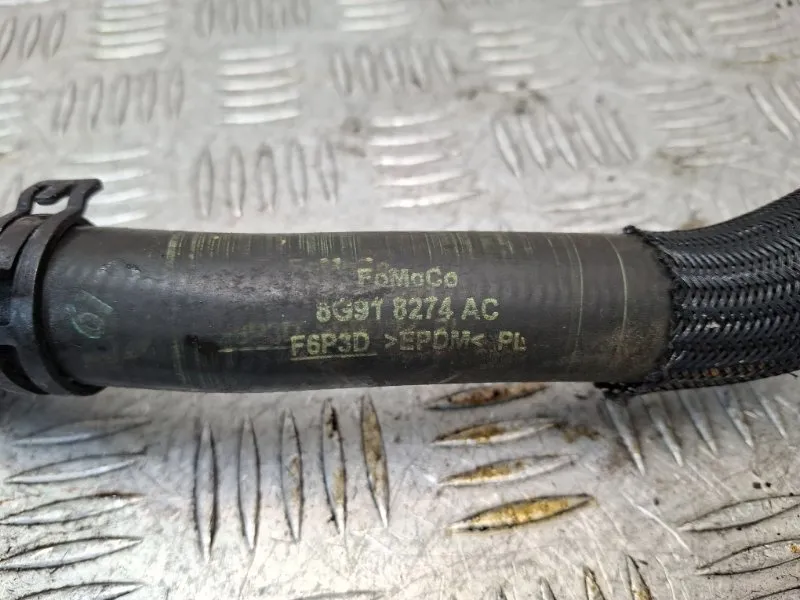 FoMoCo
8G91 8274 AC
F6P3D >EPDM< PL